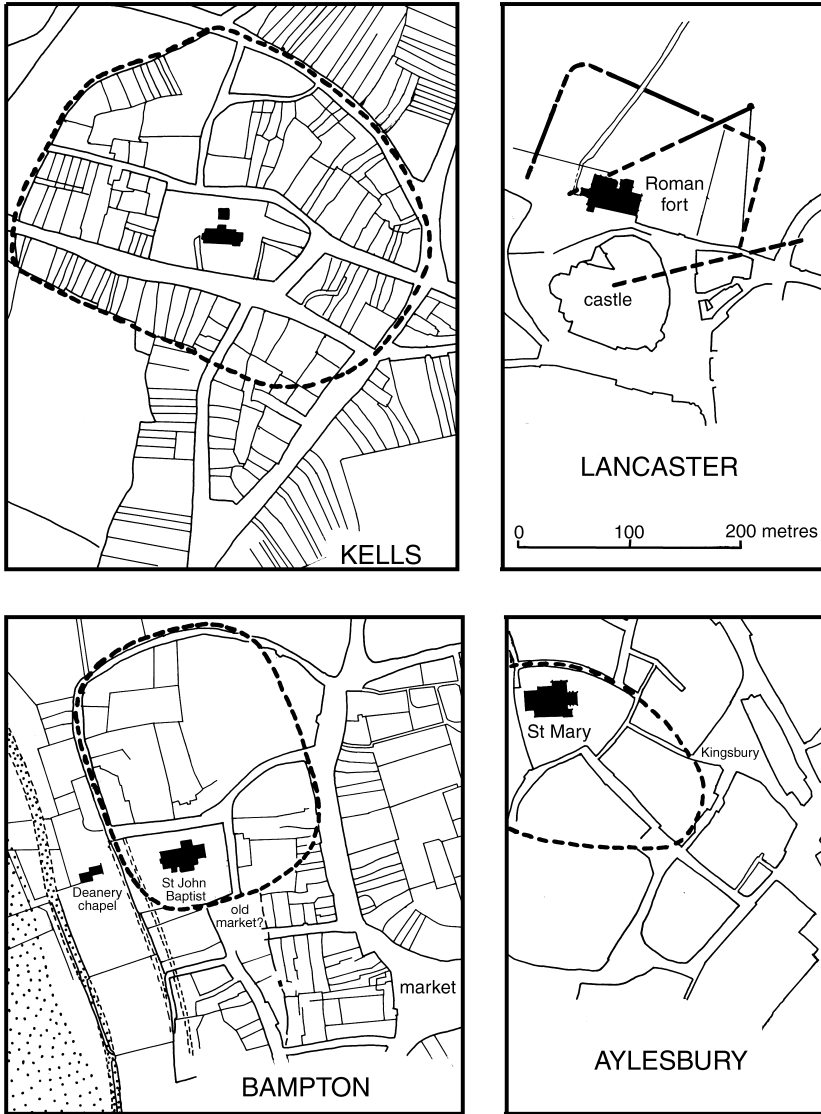 KELLS
Roman
fort
castle
LANCASTER
0 100 200 metres
Deanery
chapel
St John
Baptist
old
market?
market
BAMPTON
St Mary
Kingsbury
AYLESBURY